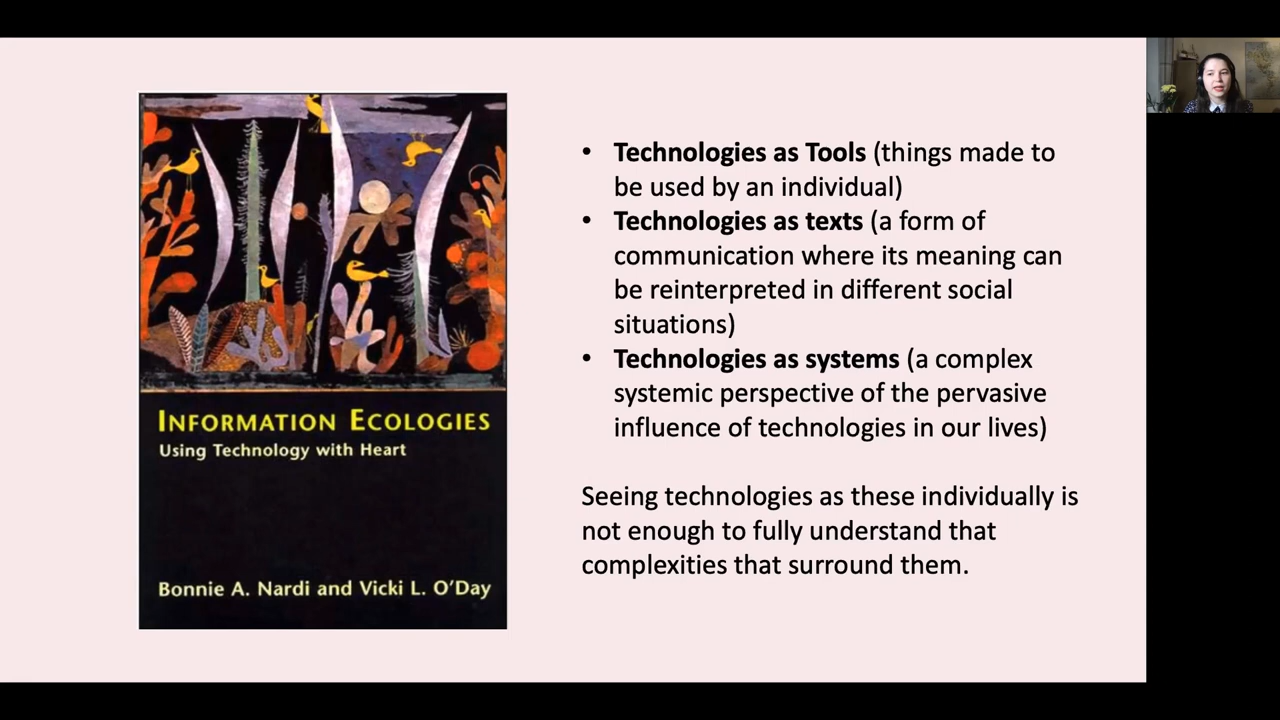 INFORMATION ECOLOGIES
Using Technology with Heart
Bonnie A. Nardi and Vicki L. O'Day
• Technologies as Tools (things made to
be used by an individual)
• Technologies as texts (a form of
communication where its meaning can
be reinterpreted in different social
situations)
• Technologies as systems (a complex
systemic perspective of the pervasive
influence of technologies in our lives)
Seeing technologies as these individually is
not enough to fully understand that
complexities that surround them.